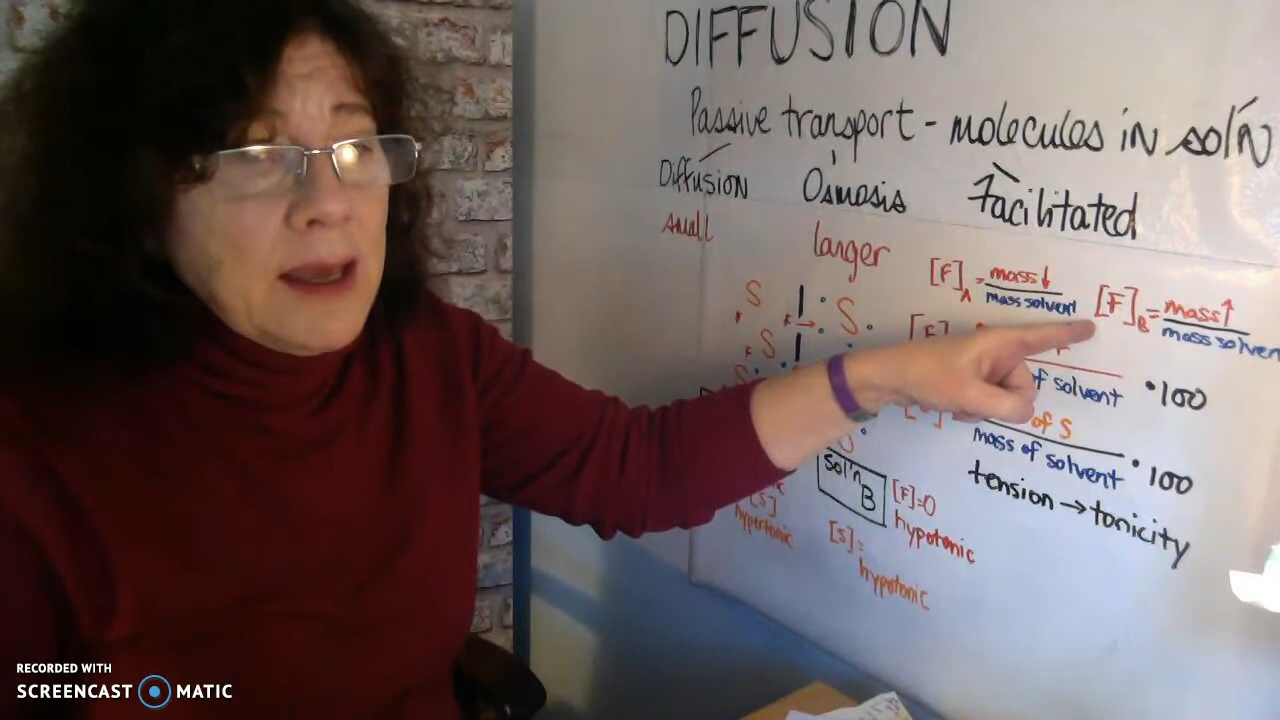 DIFFUSION
Passive transport - molecules in sol'n
Diffusion Osmosis Facilitated
small larger
[F]A = mass↓ / mass solvent
[F]B = mass↑ / mass solven
S S
F F S
[F]
of solvent • 100
of S
mass of solvent • 100
tension → tonicity
sol'n B
[F]=0
hypotonic
[S]
hypertonic
[S]=
hypotonic
RECORDED WITH
SCREENCAST MATIC